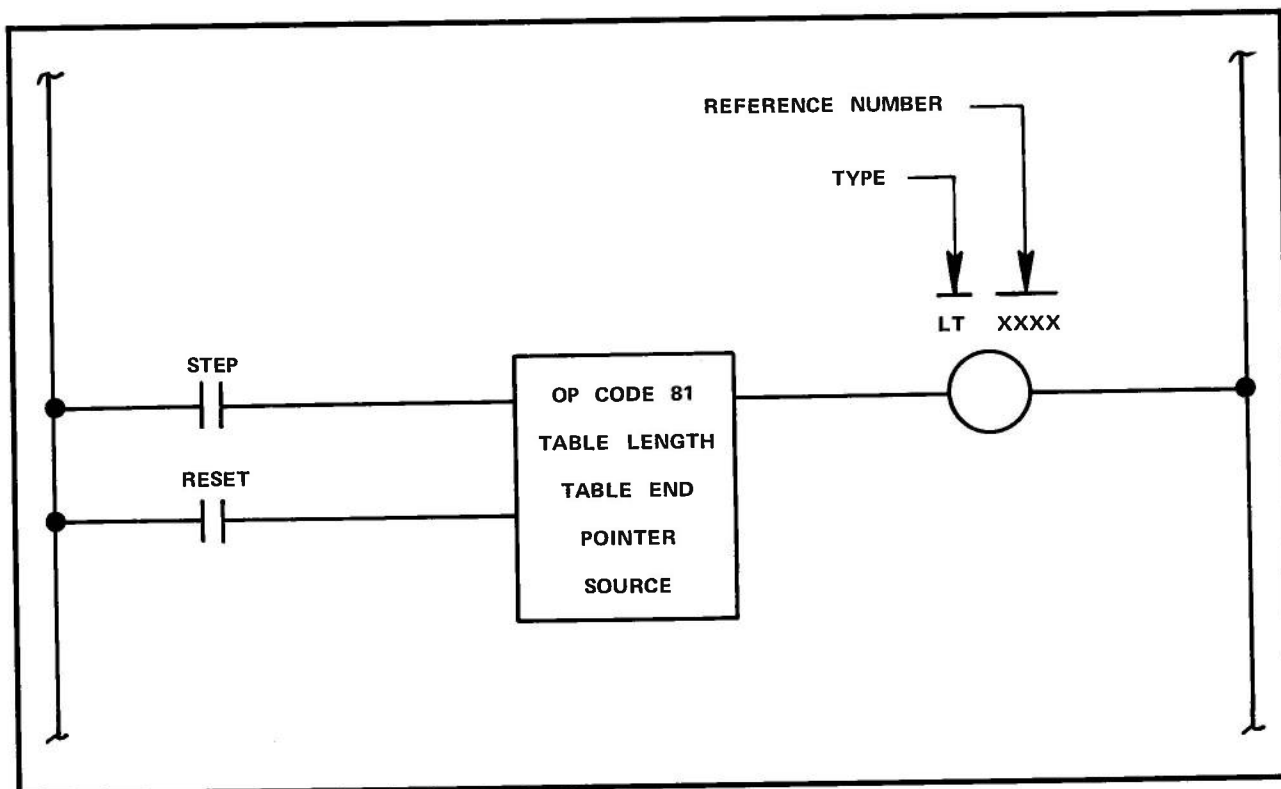 REFERENCE NUMBER
TYPE
LT XXXX
STEP
RESET
OP CODE 81
TABLE LENGTH
TABLE END
POINTER
SOURCE